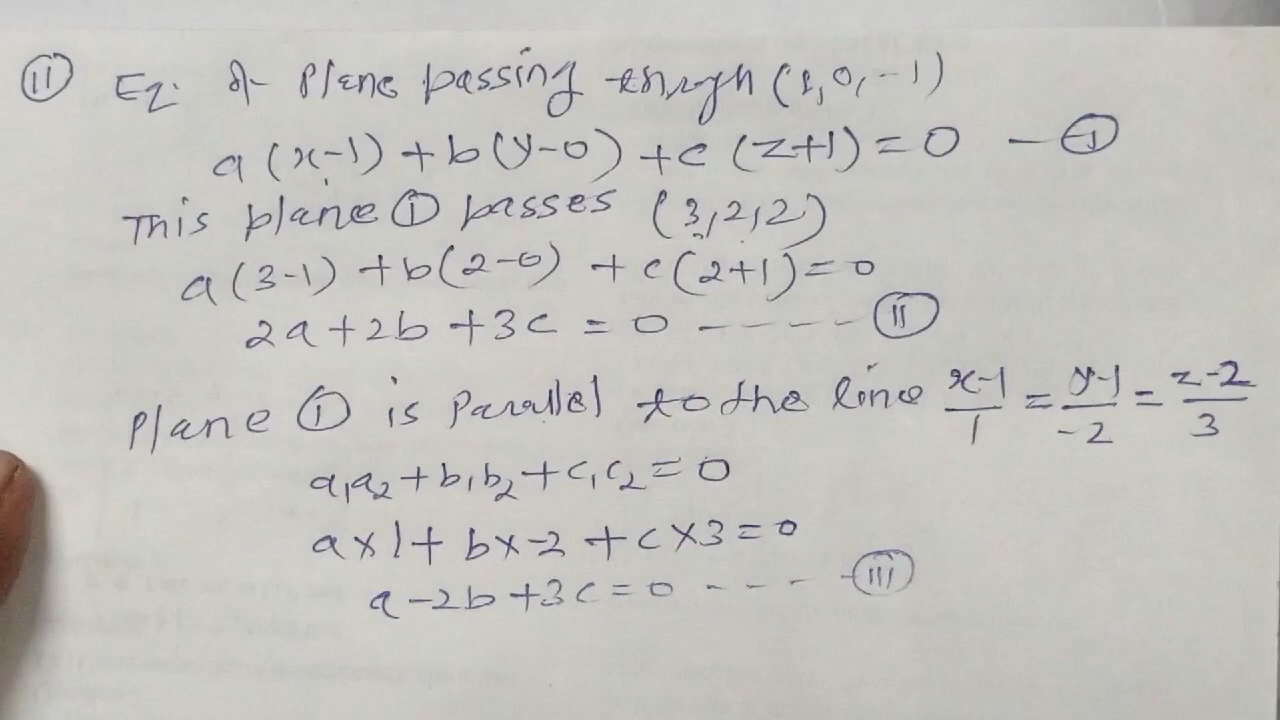 (11) Eq. of Plane passing through (1, 0, -1)
a (x-1) + b (y-0) + c (z+1) = 0 — (I)
This plane (I) passes (3, 2, 2)
a (3-1) + b (2-0) + c (2+1) = 0
2a + 2b + 3c = 0 - - - - (II)
Plane (I) is Parallel to the line (x-1)/1 = (y-1)/-2 = (z-2)/3
a₁a₂ + b₁b₂ + c₁c₂ = 0
a×1 + b×-2 + c×3 = 0
a - 2b + 3c = 0 - - - - (III)